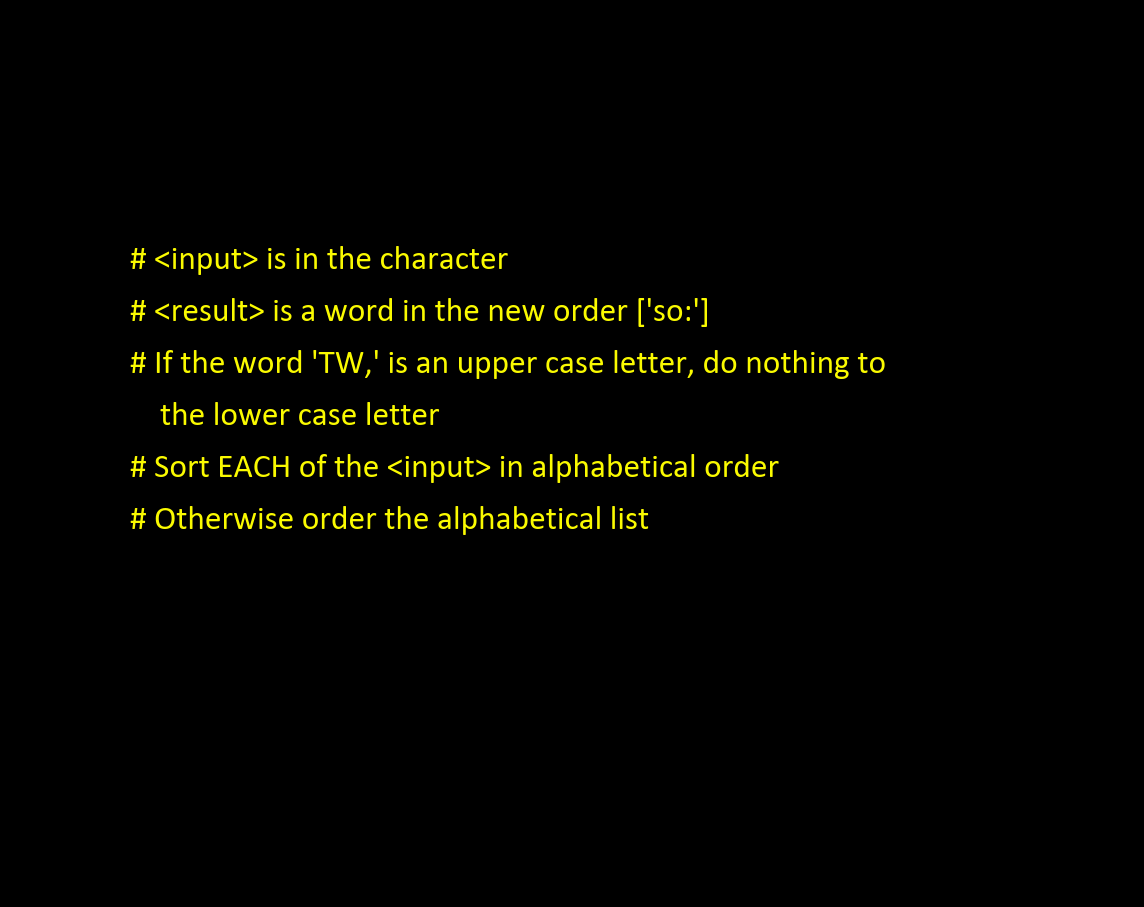 # <input> is in the character
# <result> is a word in the new order ['so:']
# If the word 'TW,' is an upper case letter, do nothing to
the lower case letter
# Sort EACH of the <input> in alphabetical order
# Otherwise order the alphabetical list